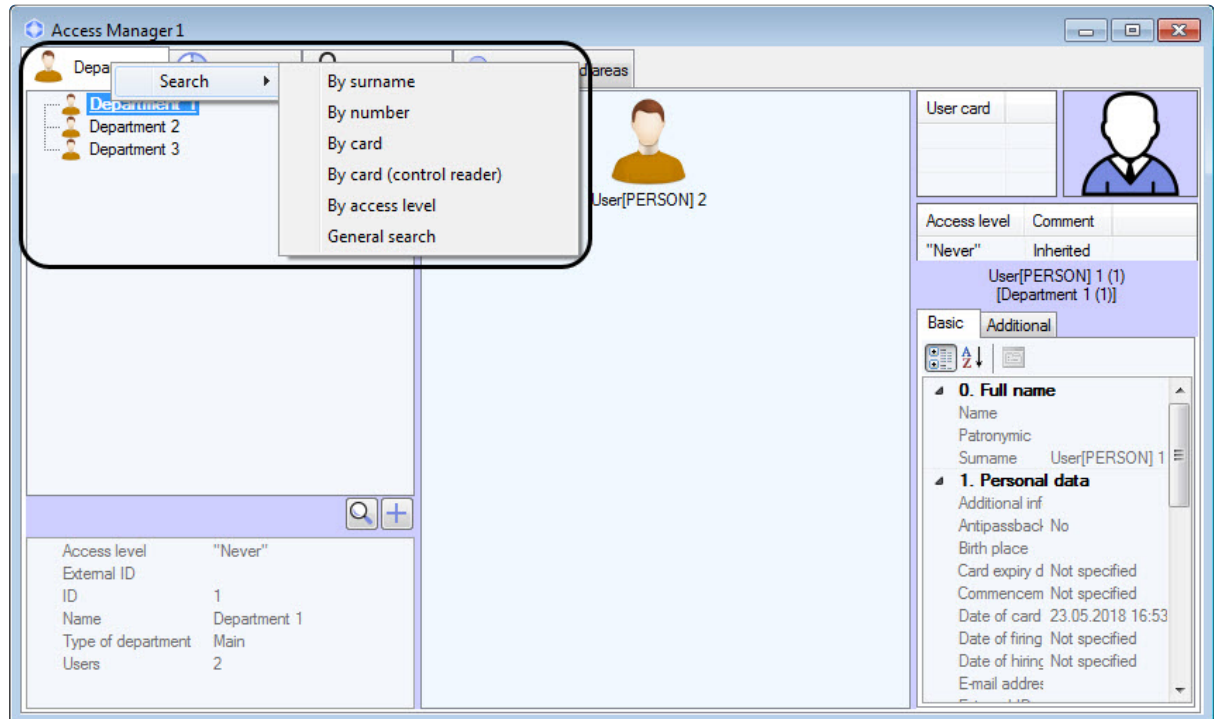 Access Manager 1
Depa
d areas
Search
By surname
By number
By card
By card (control reader)
By access level
General search
Department 1
Department 2
Department 3
User[PERSON] 2
User card
Access level Comment
"Never" Inherited
User[PERSON] 1 (1)
[Department 1 (1)]
Basic Additional
0. Full name
Name
Patronymic
Surname User[PERSON] 1
1. Personal data
Additional inf
Antipassback No
Birth place
Card expiry d Not specified
Commencem Not specified
Date of card 23.05.2018 16:53
Date of firing Not specified
Date of hiring Not specified
E-mail addres
Access level "Never"
External ID
ID 1
Name Department 1
Type of department Main
Users 2